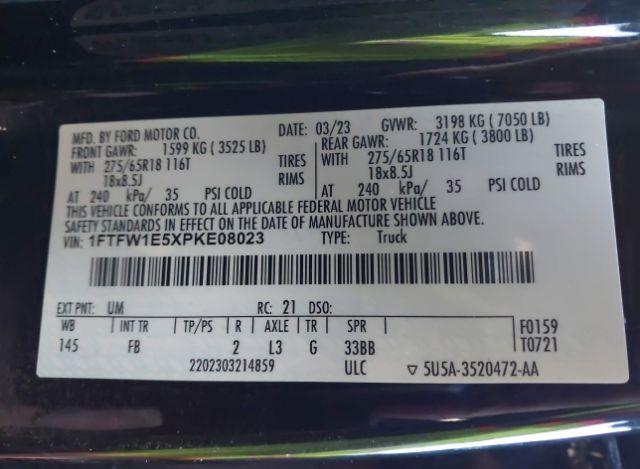 MFD. BY FORD MOTOR CO.
DATE: 03/23 GVWR: 3198 KG ( 7050 LB)
FRONT GAWR: 1599 KG ( 3525 LB) REAR GAWR: 1724 KG ( 3800 LB)
WITH 275/65R18 116T TIRES WITH 275/65R18 116T TIRES
18x8.5J RIMS 18x8.5J RIMS
AT 240 kPa/ 35 PSI COLD AT 240 kPa/ 35 PSI COLD
THIS VEHICLE CONFORMS TO ALL APPLICABLE FEDERAL MOTOR VEHICLE
SAFETY STANDARDS IN EFFECT ON THE DATE OF MANUFACTURE SHOWN ABOVE.
VIN: 1FTFW1E5XPKE08023 TYPE: Truck
EXT PNT: UM RC: 21 DSO:
WB INT TR TP/PS R AXLE TR SPR F0159
145 FB 2 L3 G 33BB T0721
2202303214859 ULC ▽ 5U5A-3520472-AA